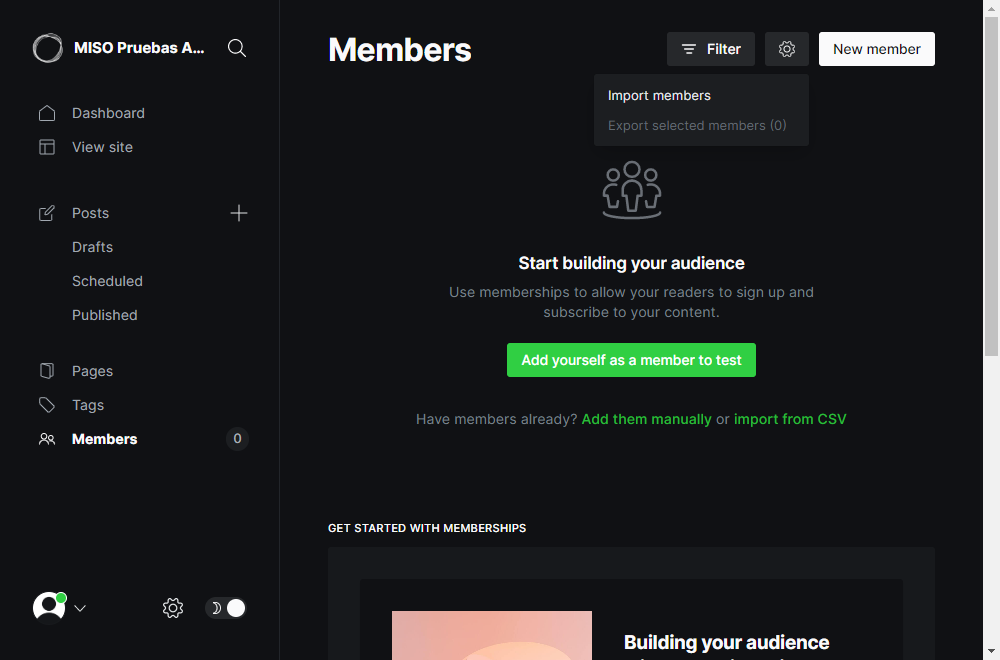 MISO Pruebas A...
Dashboard
View site
Posts
Drafts
Scheduled
Published
Pages
Tags
Members
0
Members
Filter
New member
Import members
Export selected members (0)
Start building your audience
Use memberships to allow your readers to sign up and
subscribe to your content.
Add yourself as a member to test
Have members already? Add them manually or import from CSV
GET STARTED WITH MEMBERSHIPS
Building your audience